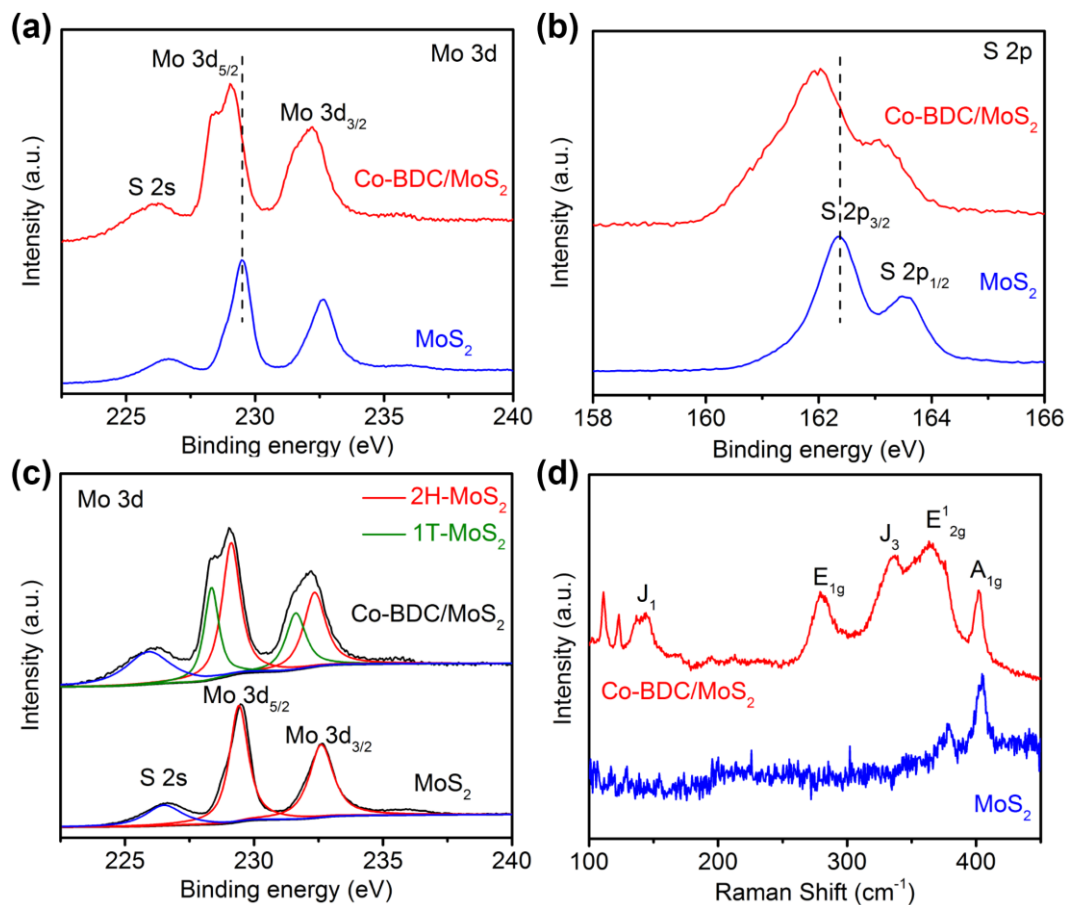 (a)
Mo 3d5/2
Mo 3d
Mo 3d3/2
S 2s
Co-BDC/MoS2
MoS2
Intensity (a.u.)
225 230 235 240
Binding energy (eV)
(b)
S 2p
Co-BDC/MoS2
S 2p3/2
S 2p1/2
MoS2
Intensity (a.u.)
158 160 162 164 166
Binding energy (eV)
(c)
Mo 3d
2H-MoS2
1T-MoS2
Co-BDC/MoS2
Mo 3d5/2
Mo 3d3/2
S 2s
MoS2
Intensity (a.u.)
225 230 235 240
Binding energy (eV)
(d)
J1
E1g
J3
E12g
A1g
Co-BDC/MoS2
MoS2
Intensity (a.u.)
100 200 300 400
Raman Shift (cm-1)